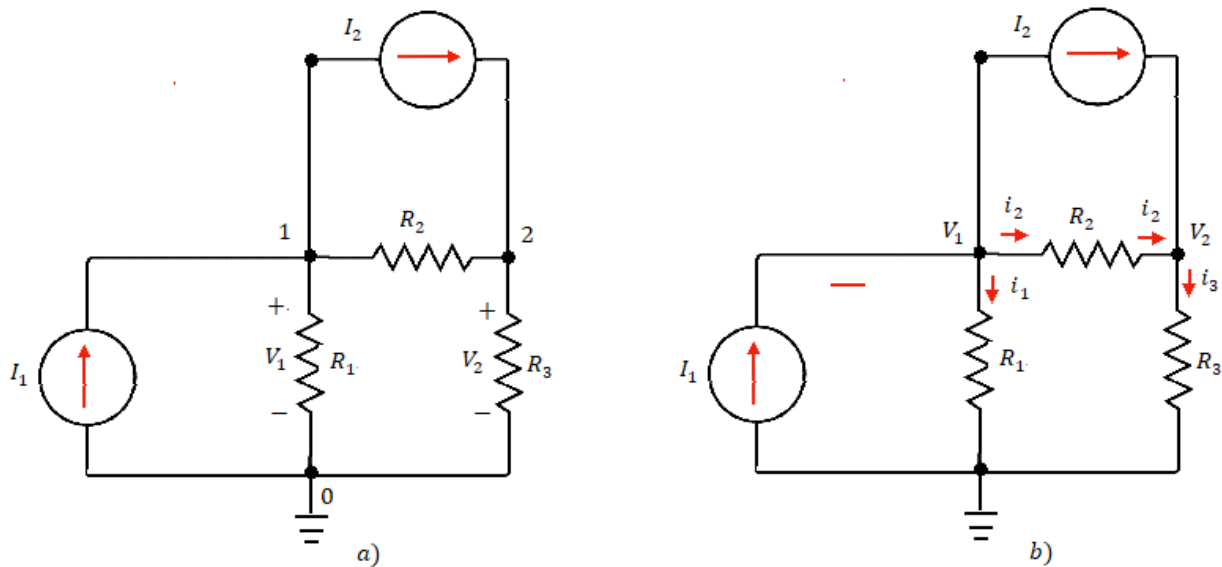 I₂
1
R₂
2
+
+
I₁
V₁
R₁
V₂
R₃
−
−
0
a)
I₂
V₁
i₂
R₂
i₂
V₂
i₁
i₃
I₁
R₁
R₃
b)